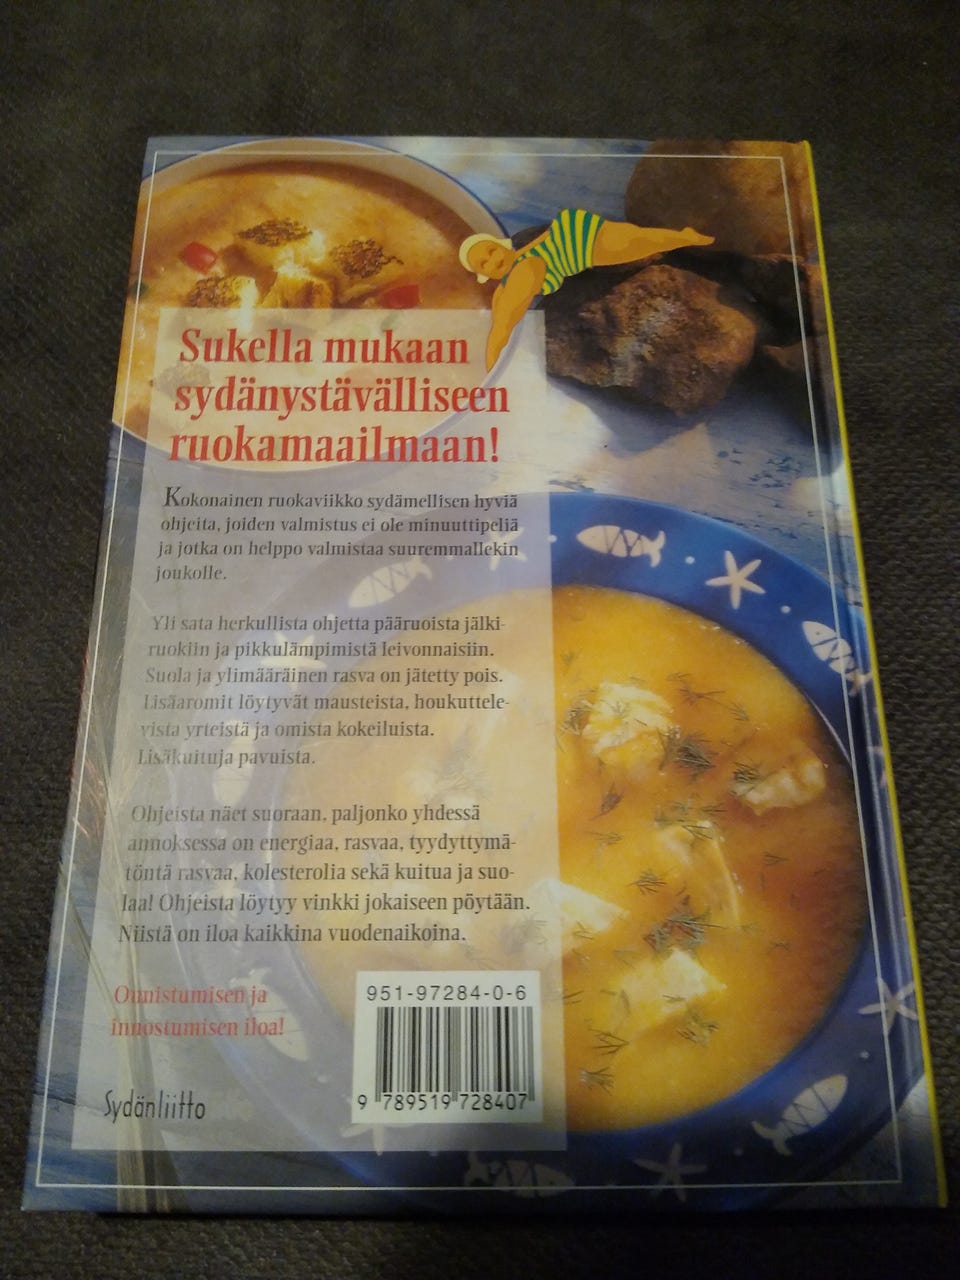 Sukella mukaan
sydänystävälliseen
ruokamaailmaan!
Kokonainen ruokaviikko sydämellisen hyviä
ohjeita, joiden valmistus ei ole minuuttipeliä
ja jotka on helppo valmistaa suuremmallekin
joukolle.
Yli sata herkullista ohjetta pääruoista jälki-
ruokiin ja pikkulämpimistä leivonnaisiin.
Suola ja ylimääräinen rasva on jätetty pois.
Lisäaromit löytyvät mausteista, houkuttele-
vista yrteistä ja omista kokeiluista.
Lisäkuituja pavuista.
Ohjeista näet suoraan, paljonko yhdessä
annoksessa on energiaa, rasvaa, tyydyttymä-
töntä rasvaa, kolesterolia sekä kuitua ja suo-
laa! Ohjeista löytyy vinkki jokaiseen pöytään.
Niistä on iloa kaikkina vuodenaikoina.
Onnistumisen ja
innostumisen iloa!
Sydänliitto
951-97284-0-6
9 789519 728407